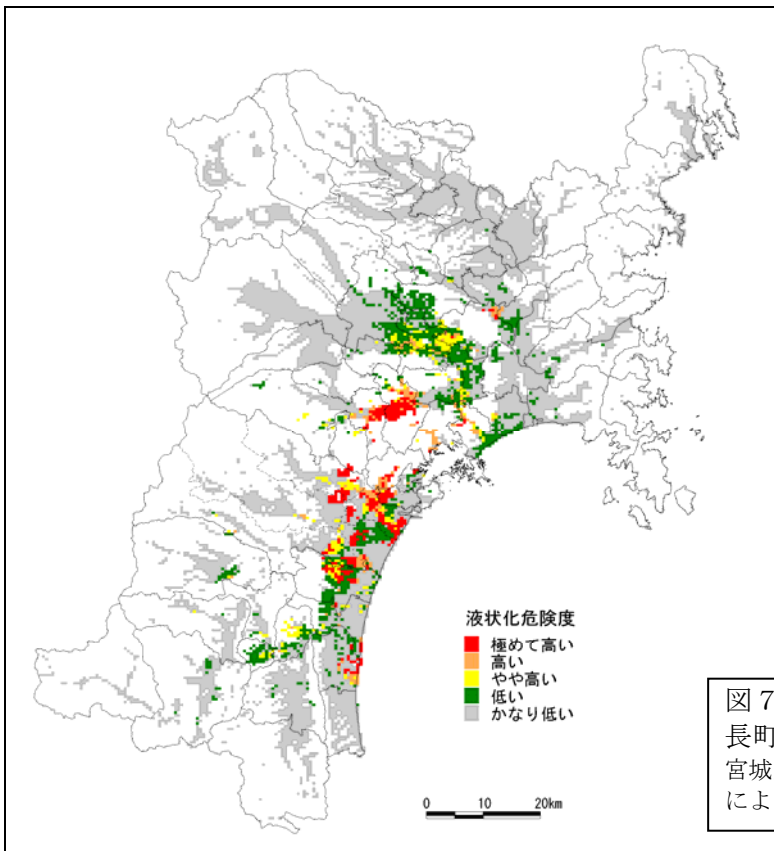 液状化危険度
極めて高い
高い
やや高い
低い
かなり低い
0 10 20km
図7
長町
宮城
によ